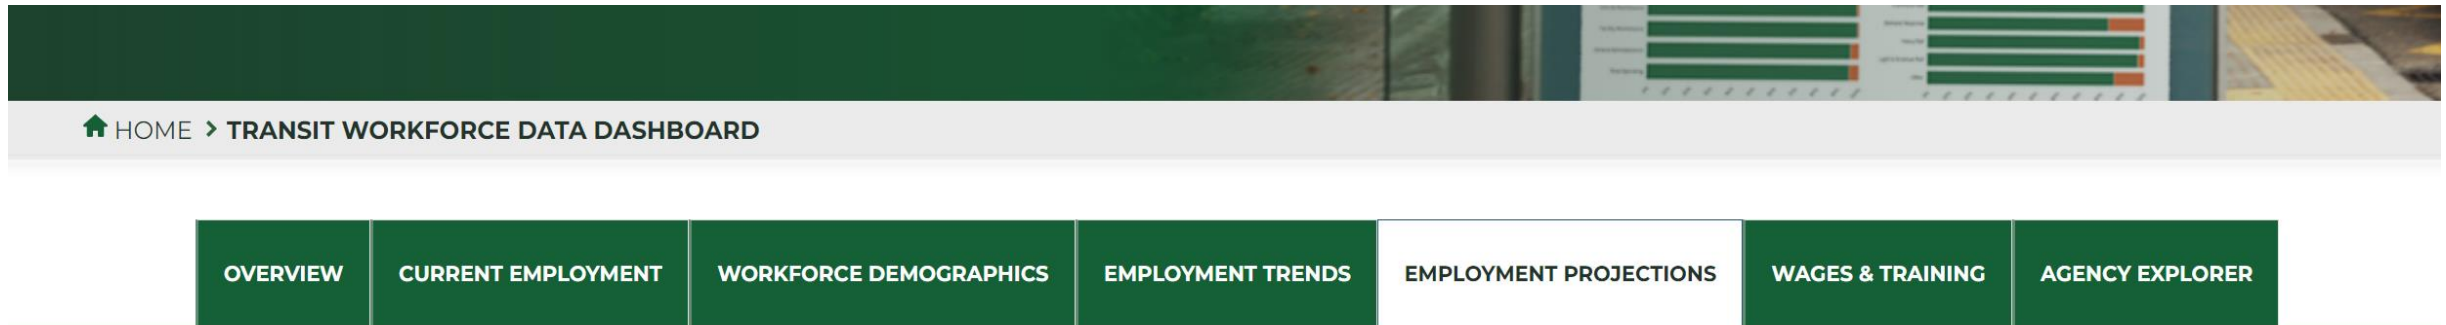 HOME > TRANSIT WORKFORCE DATA DASHBOARD
OVERVIEW
CURRENT EMPLOYMENT
WORKFORCE DEMOGRAPHICS
EMPLOYMENT TRENDS
EMPLOYMENT PROJECTIONS
WAGES & TRAINING
AGENCY EXPLORER